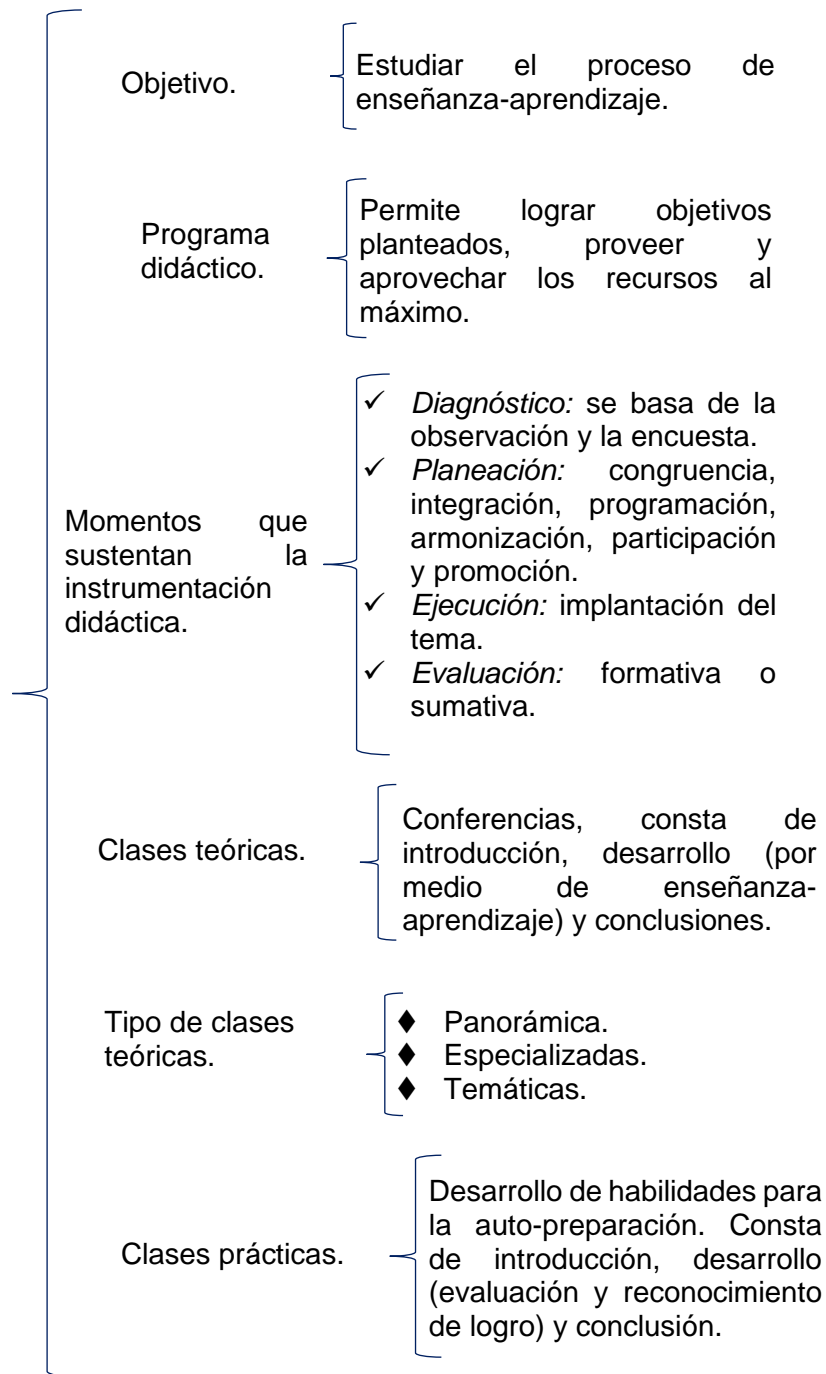 Objetivo.
Estudiar el proceso de
enseñanza-aprendizaje.
Programa
didáctico.
Permite lograr objetivos
planteados, proveer y
aprovechar los recursos al
máximo.
Momentos que
sustentan la
instrumentación
didáctica.
✓ Diagnóstico: se basa de la
observación y la encuesta.
✓ Planeación: congruencia,
integración, programación,
armonización, participación
y promoción.
✓ Ejecución: implantación del
tema.
✓ Evaluación: formativa o
sumativa.
Clases teóricas.
Conferencias, consta de
introducción, desarrollo (por
medio de enseñanza-
aprendizaje) y conclusiones.
Tipo de clases
teóricas.
♦ Panorámica.
♦ Especializadas.
♦ Temáticas.
Clases prácticas.
Desarrollo de habilidades para
la auto-preparación. Consta
de introducción, desarrollo
(evaluación y reconocimiento
de logro) y conclusión.